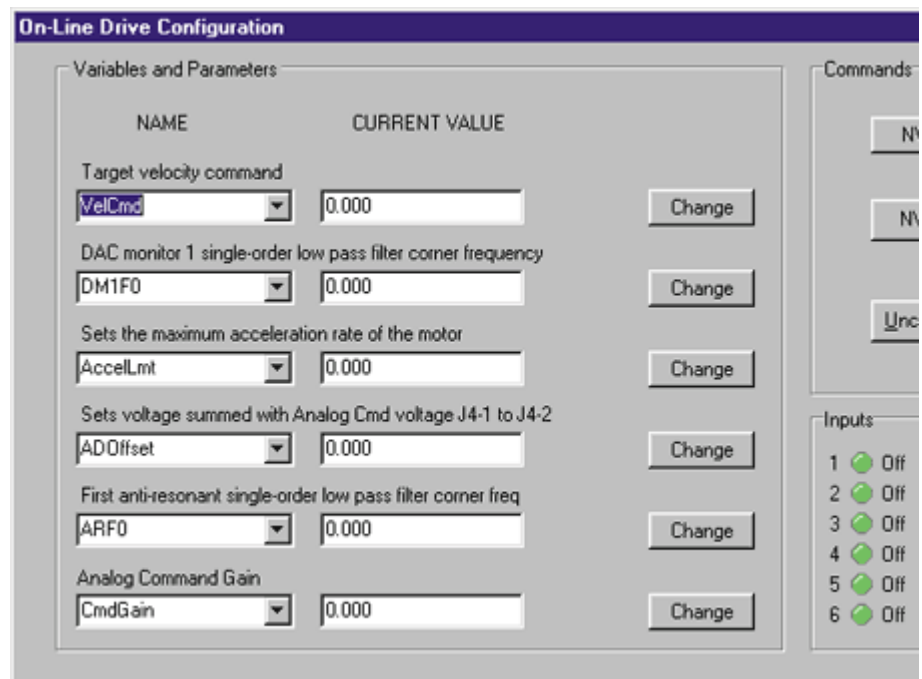 On-Line Drive Configuration
Variables and Parameters
NAME CURRENT VALUE
Target velocity command
VelCmd 0.000 Change
DAC monitor 1 single-order low pass filter corner frequency
DM1F0 0.000 Change
Sets the maximum acceleration rate of the motor
AccelLmt 0.000 Change
Sets voltage summed with Analog Cmd voltage J4-1 to J4-2
ADOffset 0.000 Change
First anti-resonant single-order low pass filter corner freq
ARF0 0.000 Change
Analog Command Gain
CmdGain 0.000 Change
Commands
Inputs
1 Off
2 Off
3 Off
4 Off
5 Off
6 Off